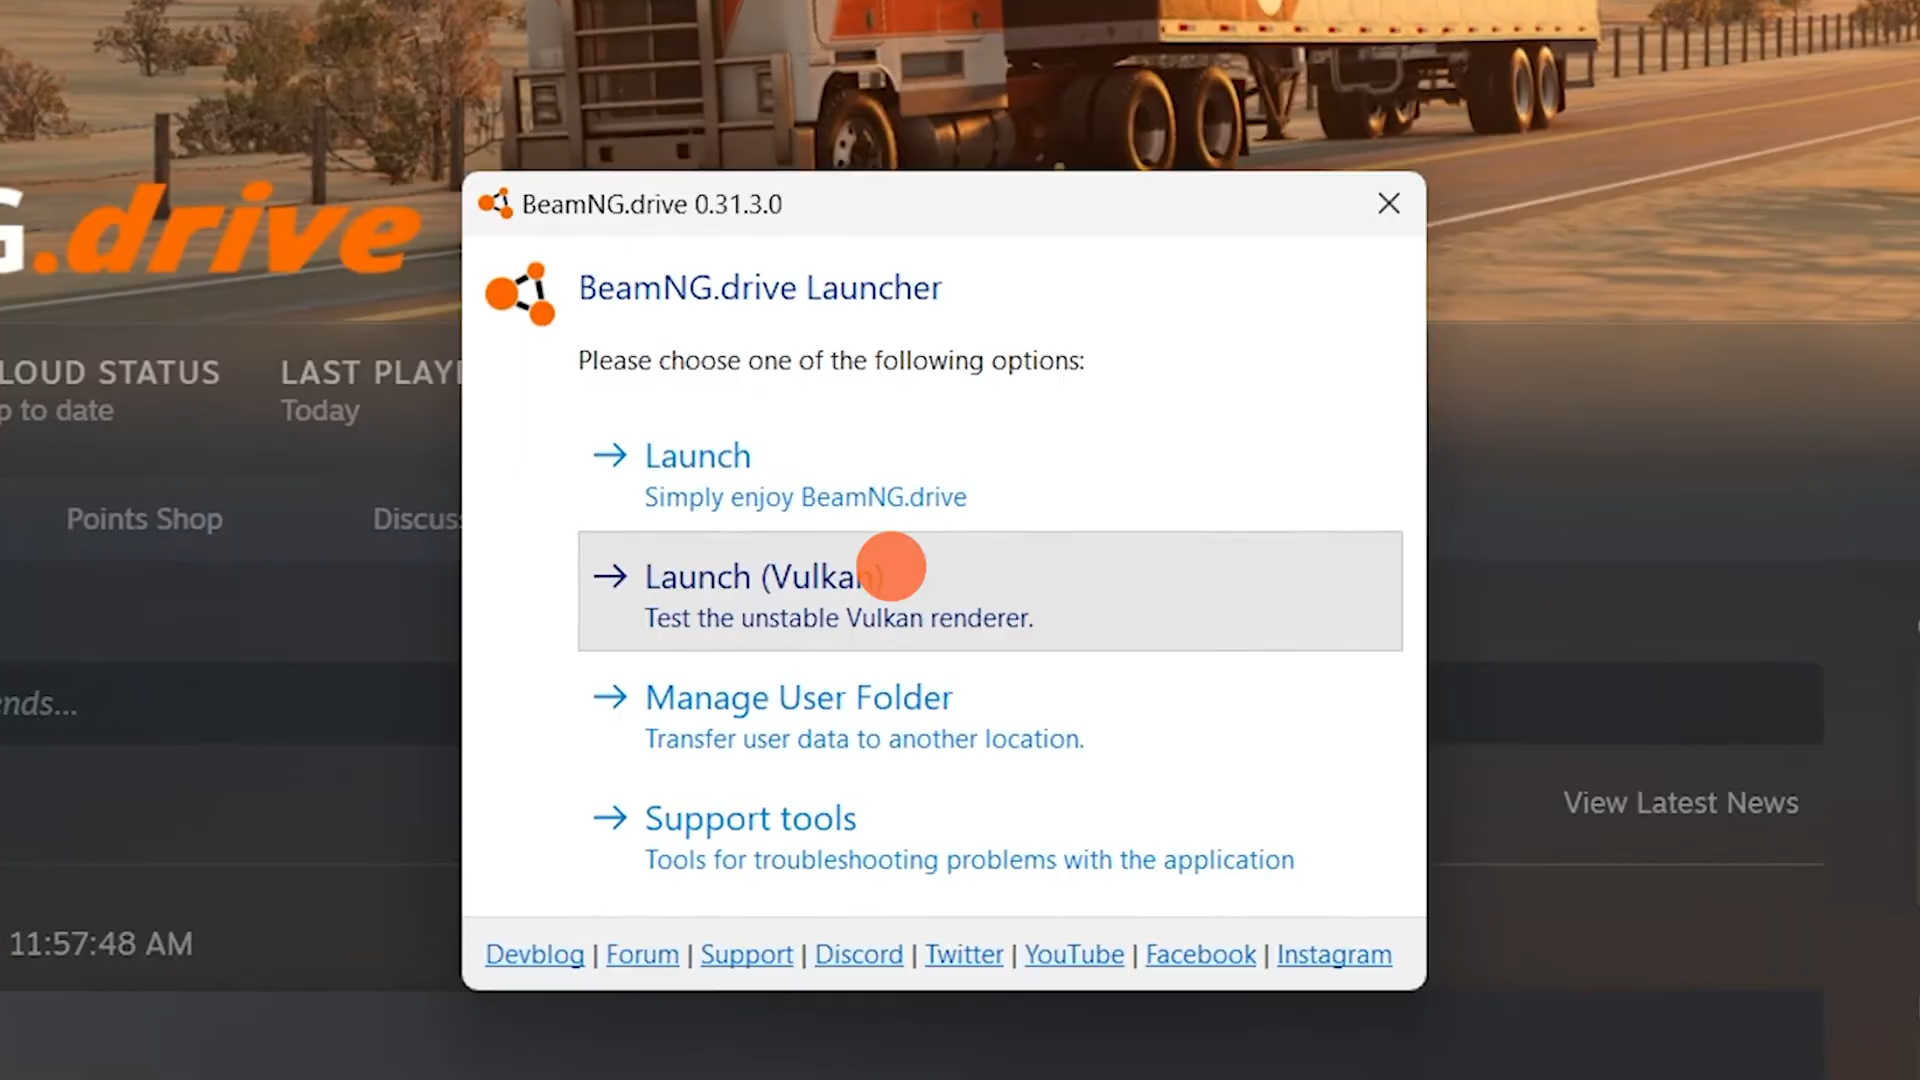 G.drive
BeamNG.drive 0.31.3.0
BeamNG.drive Launcher
Please choose one of the following options:
LOUD STATUS
p to date
LAST PLAY
Today
Points Shop
Discus
Launch
Simply enjoy BeamNG.drive
Launch (Vulkan)
Test the unstable Vulkan renderer.
Manage User Folder
Transfer user data to another location.
ends...
Support tools
Tools for troubleshooting problems with the application
View Latest News
11:57:48 AM
Devblog | Forum | Support | Discord | Twitter | YouTube | Facebook | Instagram